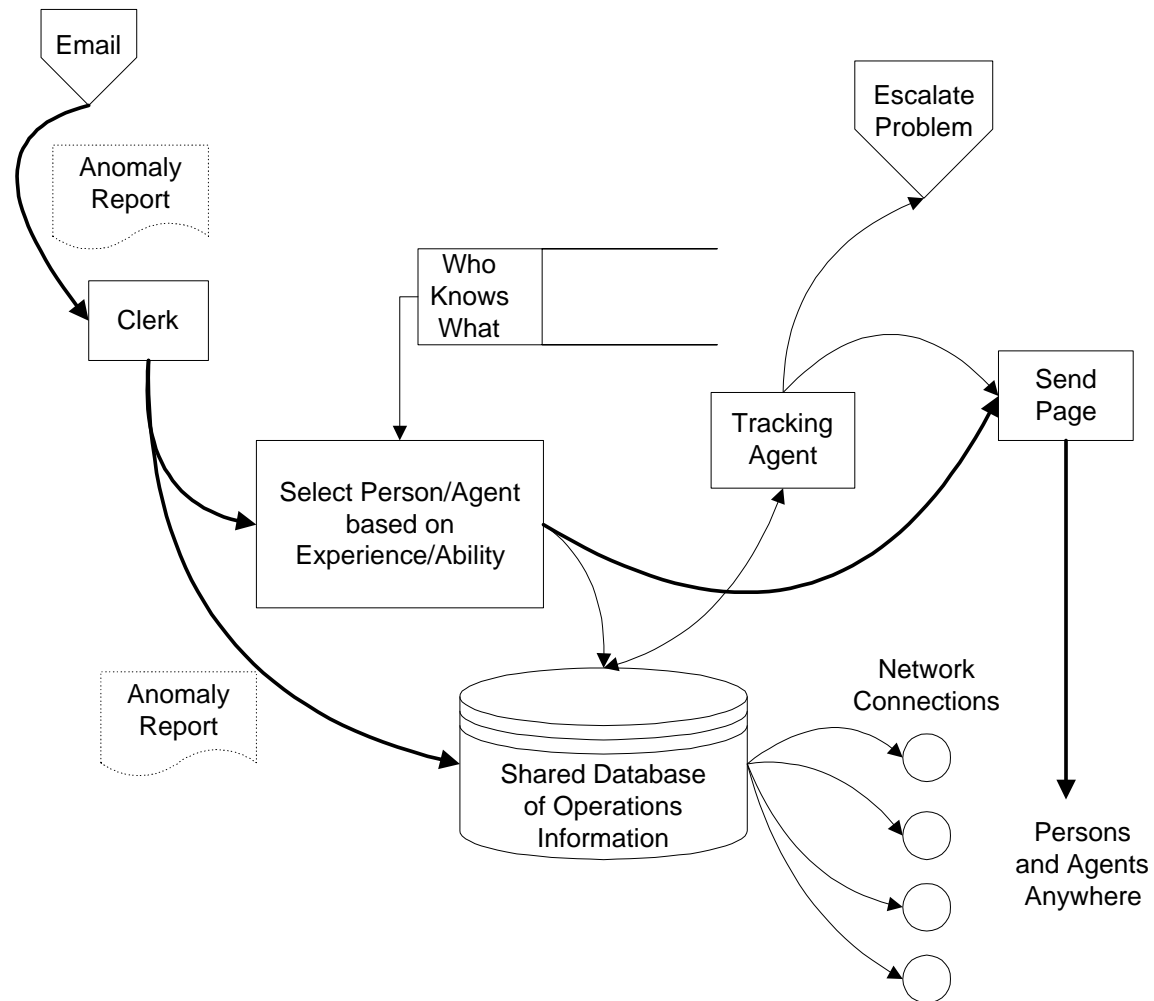 Email
Escalate
Problem
Anomaly
Report
Who
Knows
What
Clerk
Send
Page
Tracking
Agent
Select Person/Agent
based on
Experience/Ability
Anomaly
Report
Network
Connections
Shared Database
of Operations
Information
Persons
and Agents
Anywhere